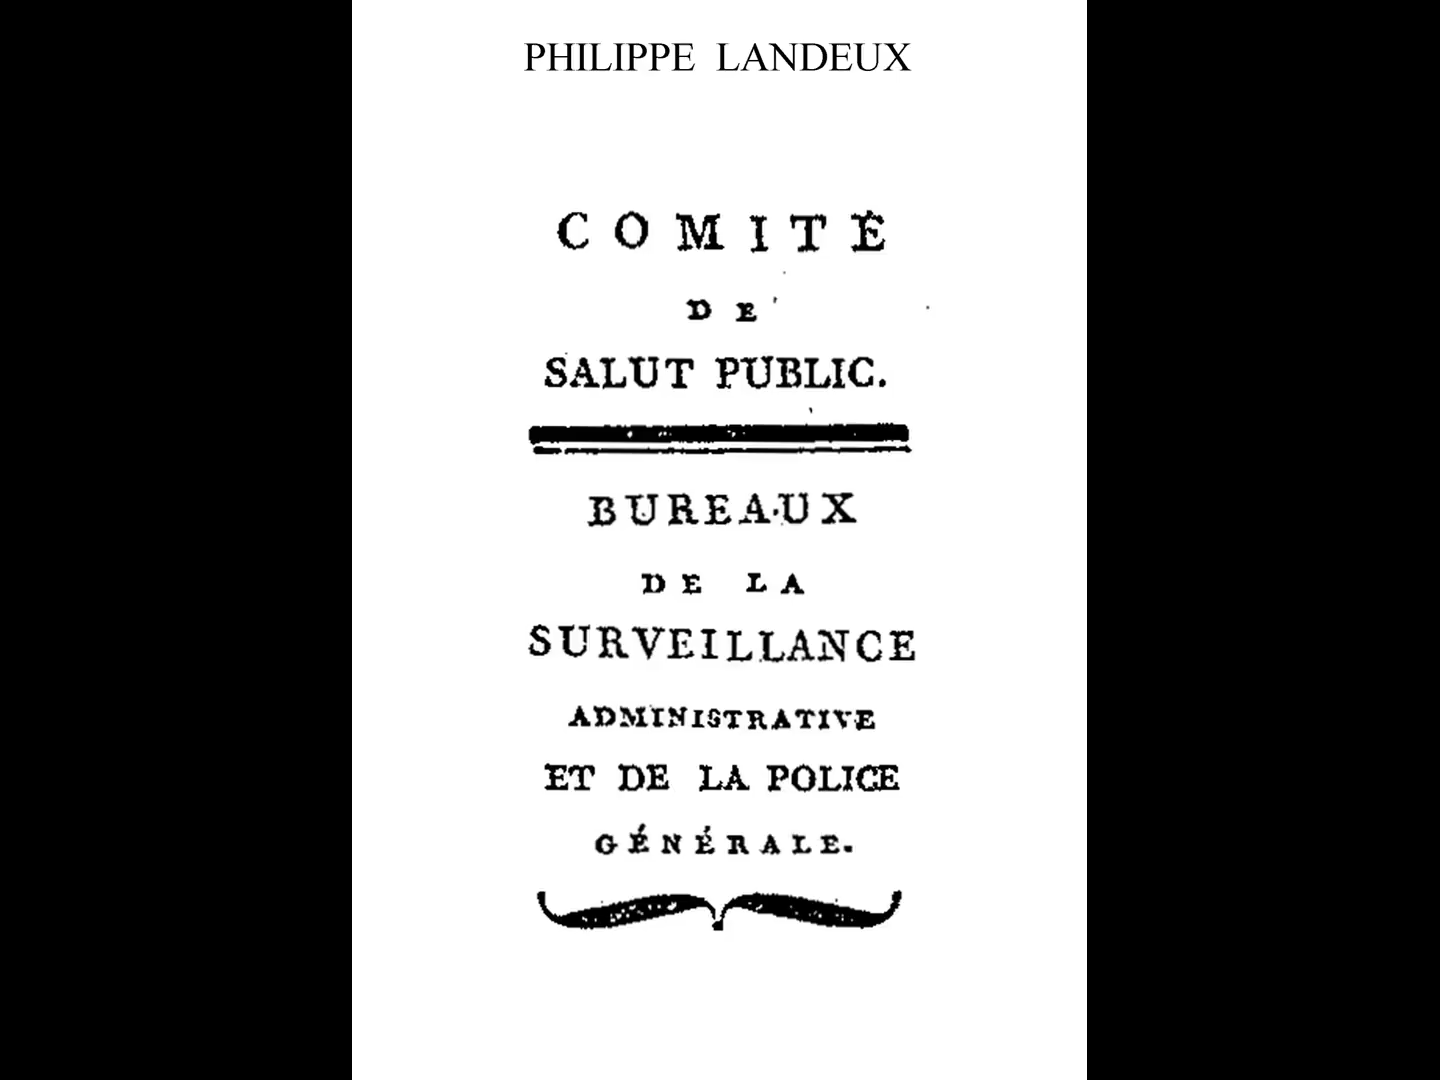 PHILIPPE LANDEUX
COMITÉ
DE
SALUT PUBLIC.
BUREAUX
DE LA
SURVEILLANCE
ADMINISTRATIVE
ET DE LA POLICE
GÉNÉRALE.